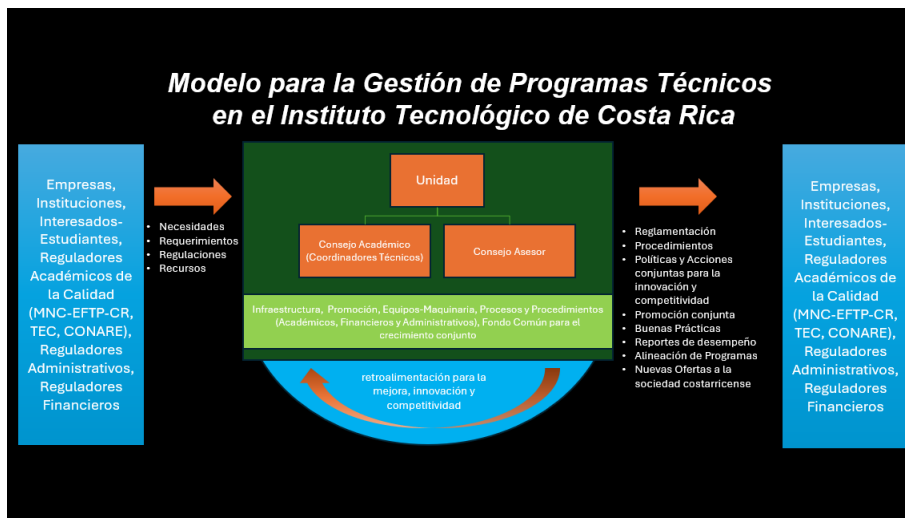 Modelo para la Gestión de Programas Técnicos
en el Instituto Tecnológico de Costa Rica
Empresas,
Instituciones,
Interesados-
Estudiantes,
Reguladores
Académicos de
la Calidad
(MNC-EFTP-CR,
TEC, CONARE),
Reguladores
Administrativos,
Reguladores
Financieros
• Necesidades
• Requerimientos
• Regulaciones
• Recursos
Unidad
Consejo Académico
(Coordinadores Técnicos)
Consejo Asesor
Infraestructura, Promoción, Equipos-Maquinaria, Procesos y Procedimientos
(Académicos, Financieros y Administrativos), Fondo Común para el
crecimiento conjunto
retroalimentación para la
mejora, innovación y
competitividad
• Reglamentación
• Procedimientos
• Políticas y Acciones
conjuntas para la
innovación y
competitividad
• Promoción conjunta
• Buenas Prácticas
• Reportes de desempeño
• Alineación de Programas
• Nuevas Ofertas a la
sociedad costarricense
Empresas,
Instituciones,
Interesados-
Estudiantes,
Reguladores
Académicos de
la Calidad
(MNC-EFTP-CR,
TEC, CONARE),
Reguladores
Administrativos,
Reguladores
Financieros